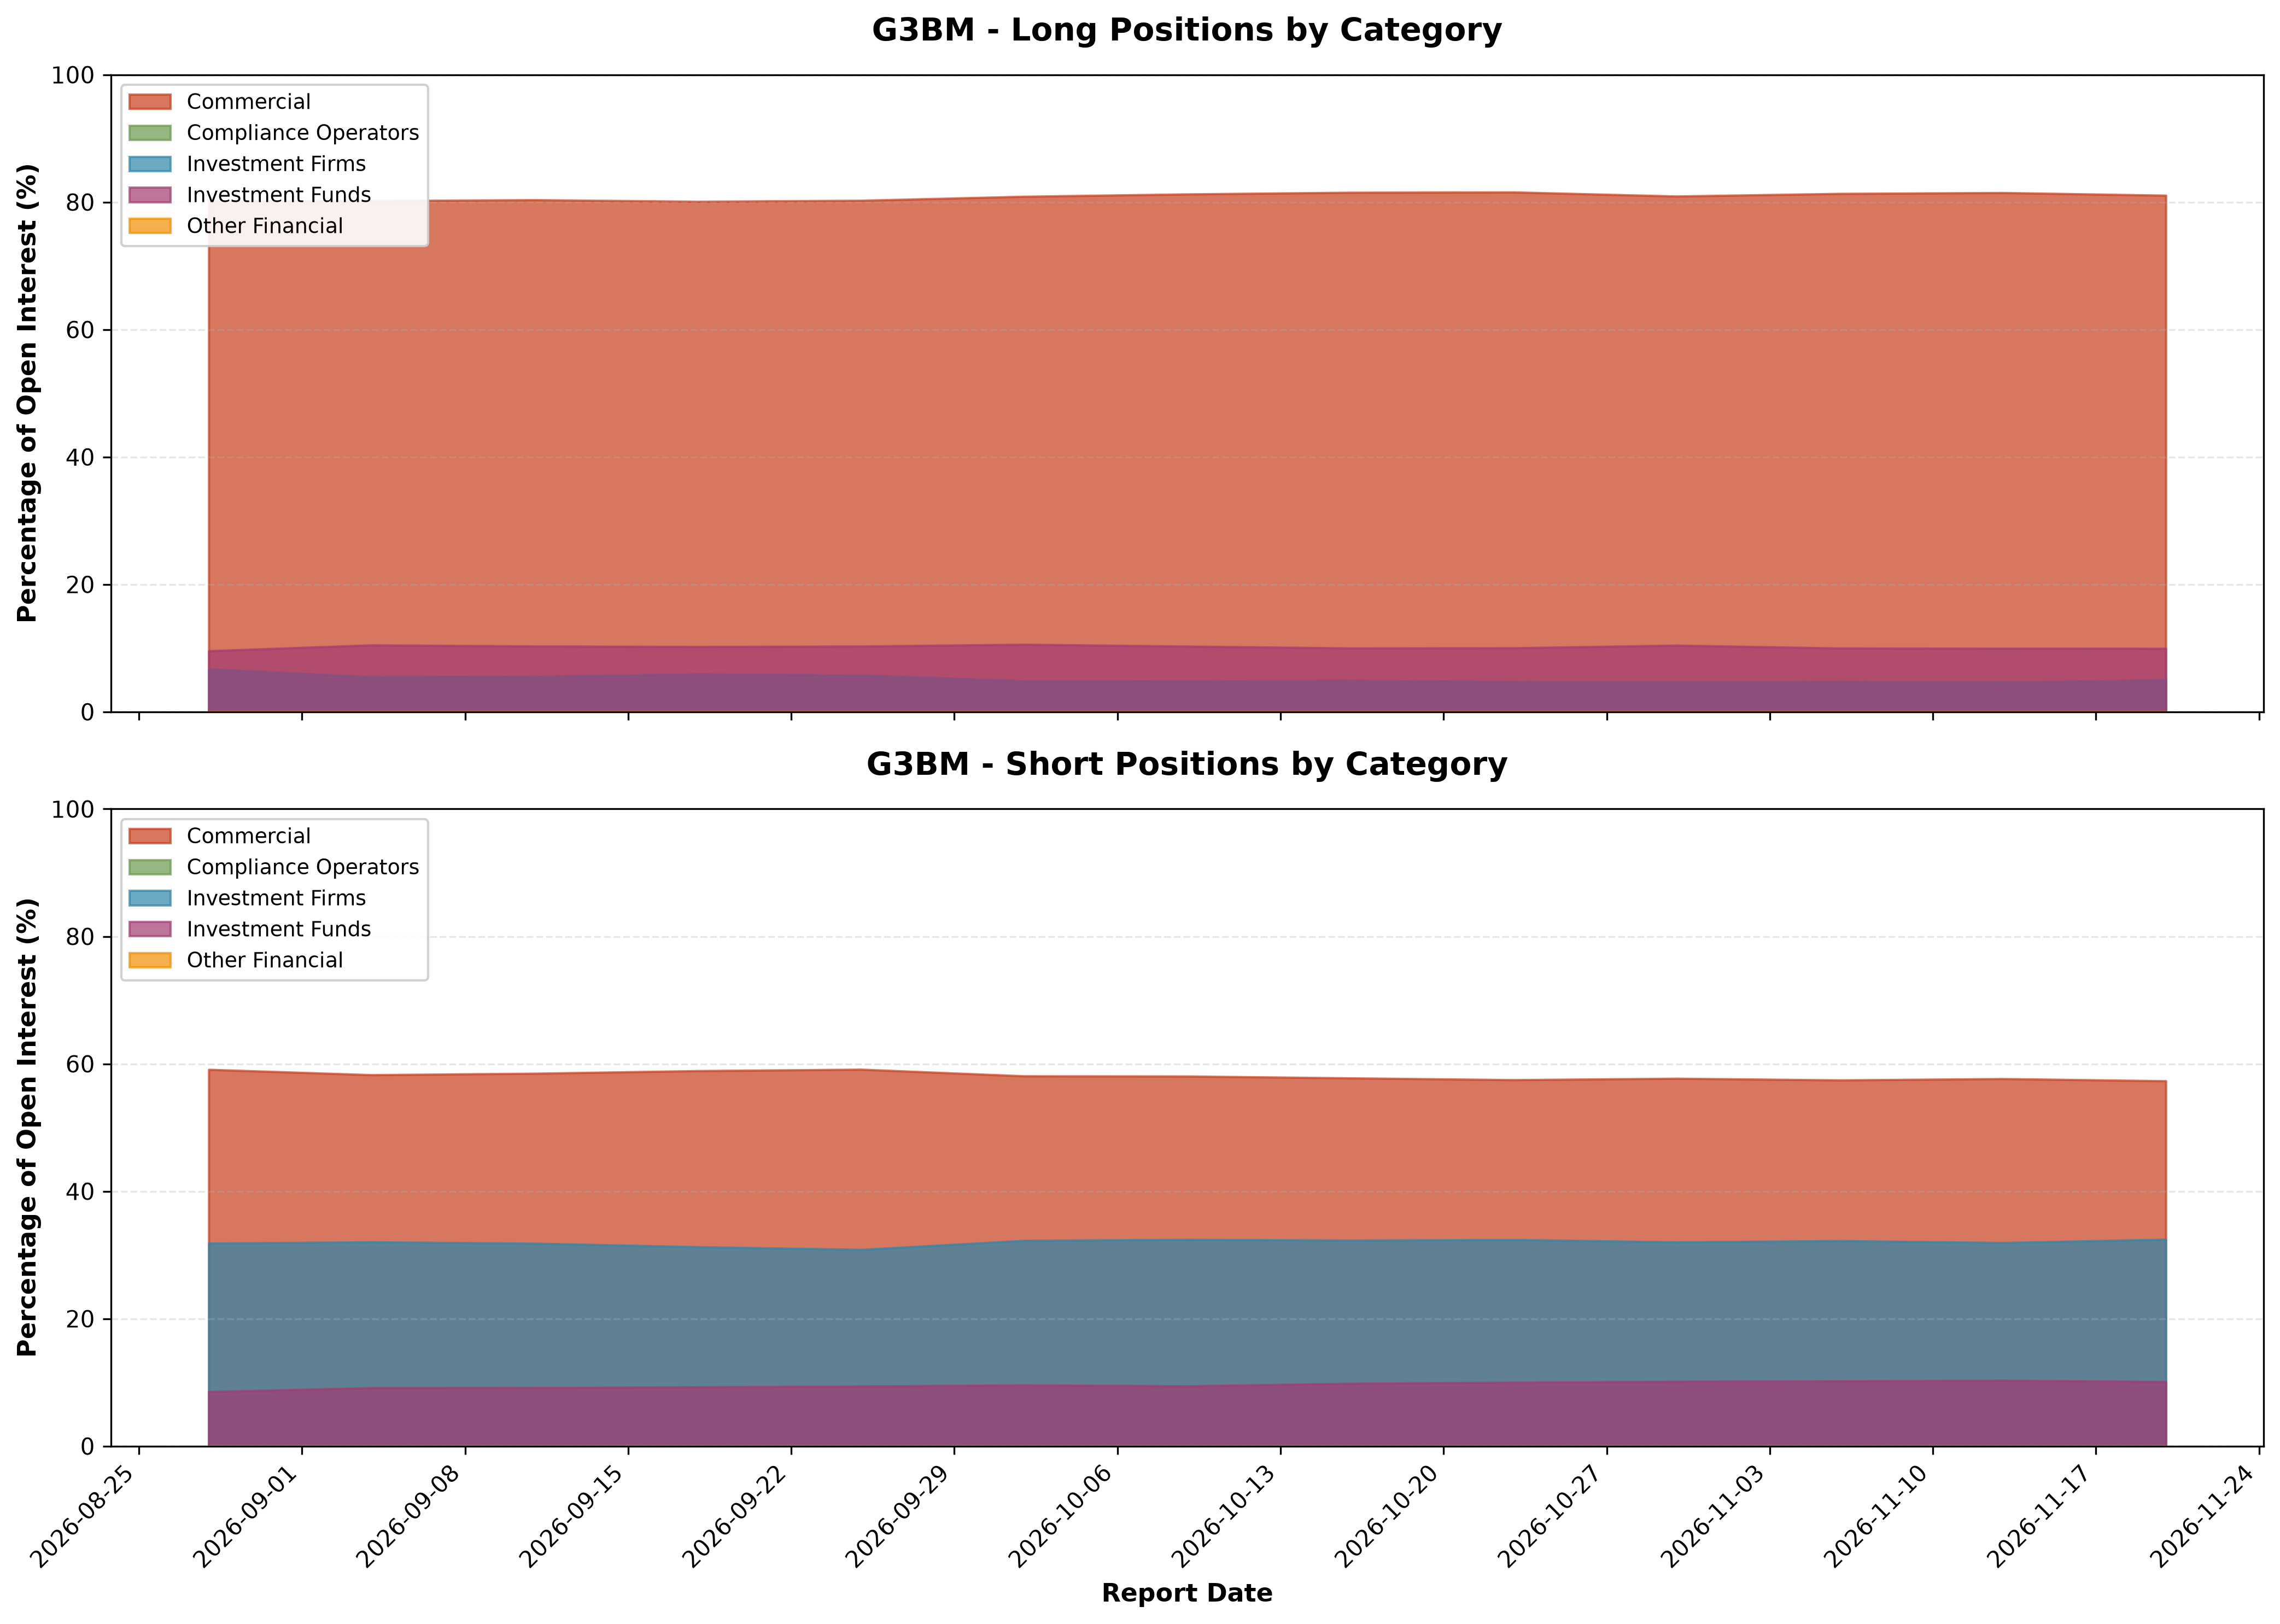 G3BM - Long Positions by Category
Percentage of Open Interest (%)
100
80
60
40
20
0
Commercial
Compliance Operators
Investment Firms
Investment Funds
Other Financial
G3BM - Short Positions by Category
Percentage of Open Interest (%)
100
80
60
40
20
0
Commercial
Compliance Operators
Investment Firms
Investment Funds
Other Financial
2026-08-25
2026-09-01
2026-09-08
2026-09-15
2026-09-22
2026-09-29
2026-10-06
2026-10-13
2026-10-20
2026-10-27
2026-11-03
2026-11-10
2026-11-17
2026-11-24
Report Date